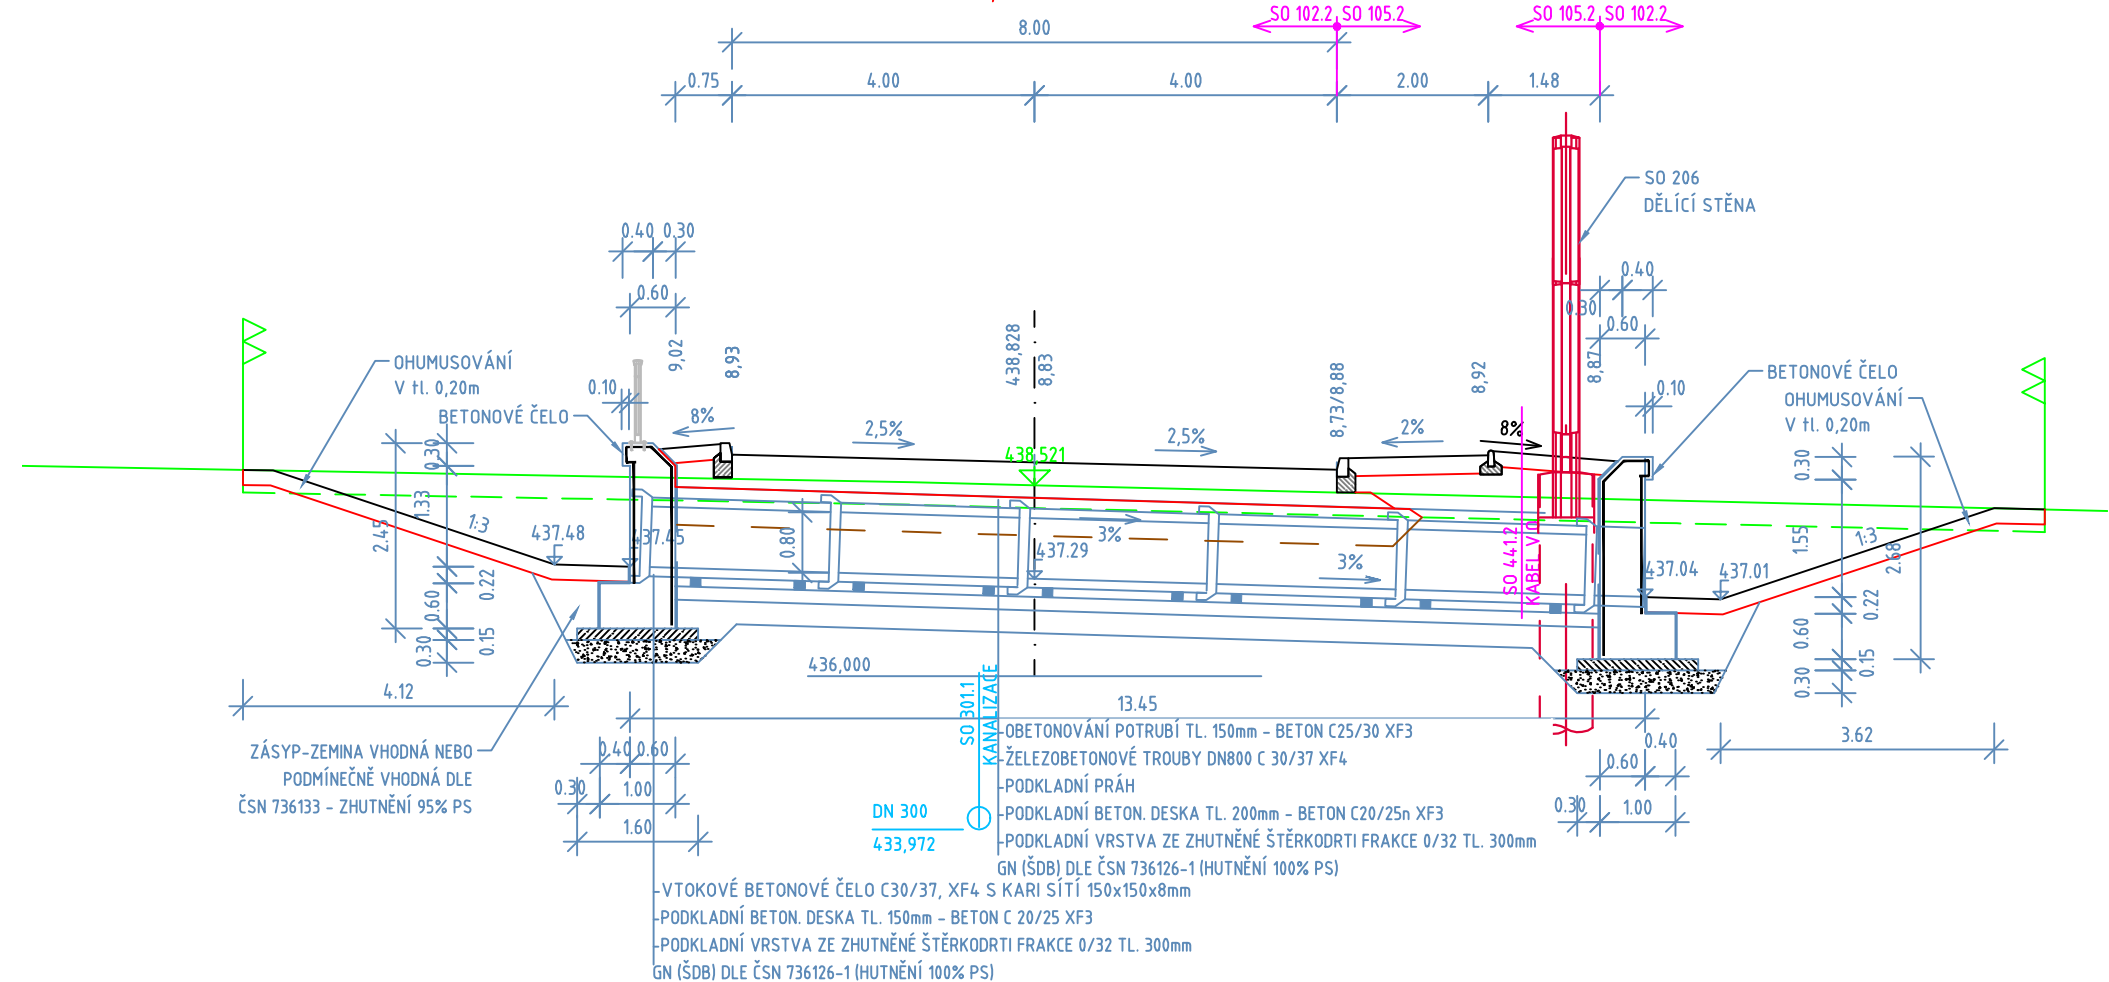 SO 102.2 SO 105.2
SO 105.2 SO 102.2
8.00
0.75
4.00
4.00
2.00
1.48
SO 206
DĚLÍCÍ STĚNA
0.40 0.30
0.60
0.40
0.30
0.60
9,02
8,93
438,828
8,83
8,73/8,88
8,92
8,87
OHUMUSOVÁNÍ
V tl. 0,20m
0.10
BETONOVÉ ČELO
BETONOVÉ ČELO
OHUMUSOVÁNÍ
V tl. 0,20m
0.10
8%
2,5%
2,5%
2%
8%
438,521
0.30
1.33
2.45
1:3
437.48
437.45
0.80
3%
437.29
3%
SO 441.2
KABEL VO
437.04
437.01
1:3
0.30
1.55
2.68
0.22
0.60
0.15
0.30
0.22
0.60
0.15
0.30
436,000
4.12
13.45
3.62
SO 301.1
KANALIZACE
ZÁSYP-ZEMINA VHODNÁ NEBO
PODMÍNEČNĚ VHODNÁ DLE
ČSN 736133 - ZHUTNĚNÍ 95% PS
0.40 0.60
0.30
1.00
1.60
0.40
0.60
0.30
1.00
DN 300
433,972
-OBETONOVÁNÍ POTRUBÍ TL. 150mm - BETON C25/30 XF3
-ŽELEZOBETONOVÉ TROUBY DN800 C 30/37 XF4
-PODKLADNÍ PRÁH
-PODKLADNÍ BETON. DESKA TL. 200mm - BETON C20/25n XF3
-PODKLADNÍ VRSTVA ZE ZHUTNĚNÉ ŠTĚRKODRTI FRAKCE 0/32 TL. 300mm
GN (ŠDB) DLE ČSN 736126-1 (HUTNĚNÍ 100% PS)
-VTOKOVÉ BETONOVÉ ČELO C30/37, XF4 S KARI SÍTÍ 150x150x8mm
-PODKLADNÍ BETON. DESKA TL. 150mm - BETON C 20/25 XF3
-PODKLADNÍ VRSTVA ZE ZHUTNĚNÉ ŠTĚRKODRTI FRAKCE 0/32 TL. 300mm
GN (ŠDB) DLE ČSN 736126-1 (HUTNĚNÍ 100% PS)